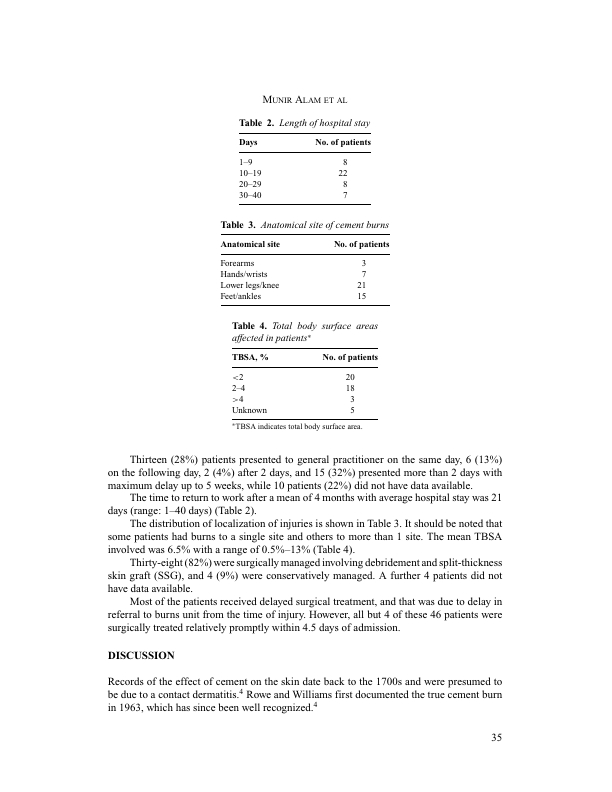 MUNIR ALAM ET AL
Table 2. Length of hospital stay
Days No. of patients
1–9 8
10–19 22
20–29 8
30–40 7
Table 3. Anatomical site of cement burns
Anatomical site No. of patients
Forearms 3
Hands/wrists 7
Lower legs/knee 21
Feet/ankles 15
Table 4. Total body surface areas
affected in patients*
TBSA, % No. of patients
<2 20
2–4 18
>4 3
Unknown 5
*TBSA indicates total body surface area.
Thirteen (28%) patients presented to general practitioner on the same day, 6 (13%)
on the following day, 2 (4%) after 2 days, and 15 (32%) presented more than 2 days with
maximum delay up to 5 weeks, while 10 patients (22%) did not have data available.
The time to return to work after a mean of 4 months with average hospital stay was 21
days (range: 1–40 days) (Table 2).
The distribution of localization of injuries is shown in Table 3. It should be noted that
some patients had burns to a single site and others to more than 1 site. The mean TBSA
involved was 6.5% with a range of 0.5%–13% (Table 4).
Thirty-eight (82%) were surgically managed involving debridement and split-thickness
skin graft (SSG), and 4 (9%) were conservatively managed. A further 4 patients did not
have data available.
Most of the patients received delayed surgical treatment, and that was due to delay in
referral to burns unit from the time of injury. However, all but 4 of these 46 patients were
surgically treated relatively promptly within 4.5 days of admission.
DISCUSSION
Records of the effect of cement on the skin date back to the 1700s and were presumed to
be due to a contact dermatitis.4 Rowe and Williams first documented the true cement burn
in 1963, which has since been well recognized.4
35